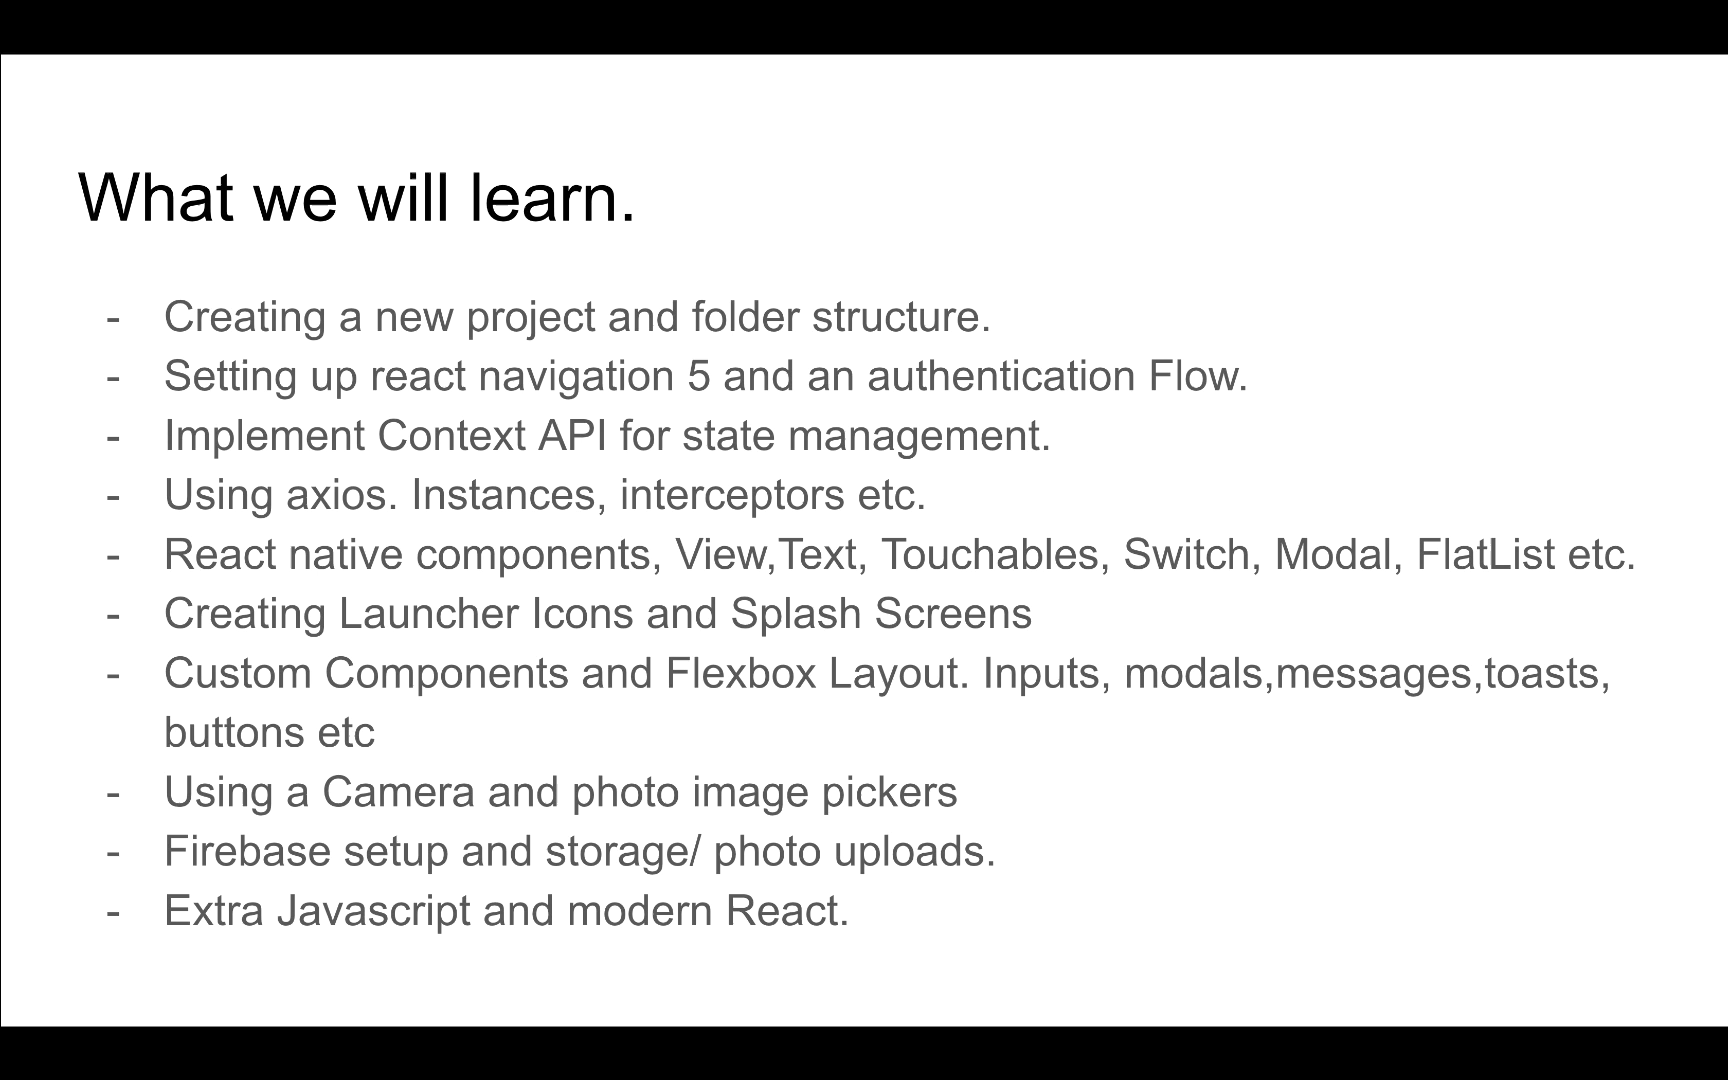 What we will learn.
- Creating a new project and folder structure.
- Setting up react navigation 5 and an authentication Flow.
- Implement Context API for state management.
- Using axios. Instances, interceptors etc.
- React native components, View,Text, Touchables, Switch, Modal, FlatList etc.
- Creating Launcher Icons and Splash Screens
- Custom Components and Flexbox Layout. Inputs, modals,messages,toasts,
buttons etc
- Using a Camera and photo image pickers
- Firebase setup and storage/ photo uploads.
- Extra Javascript and modern React.